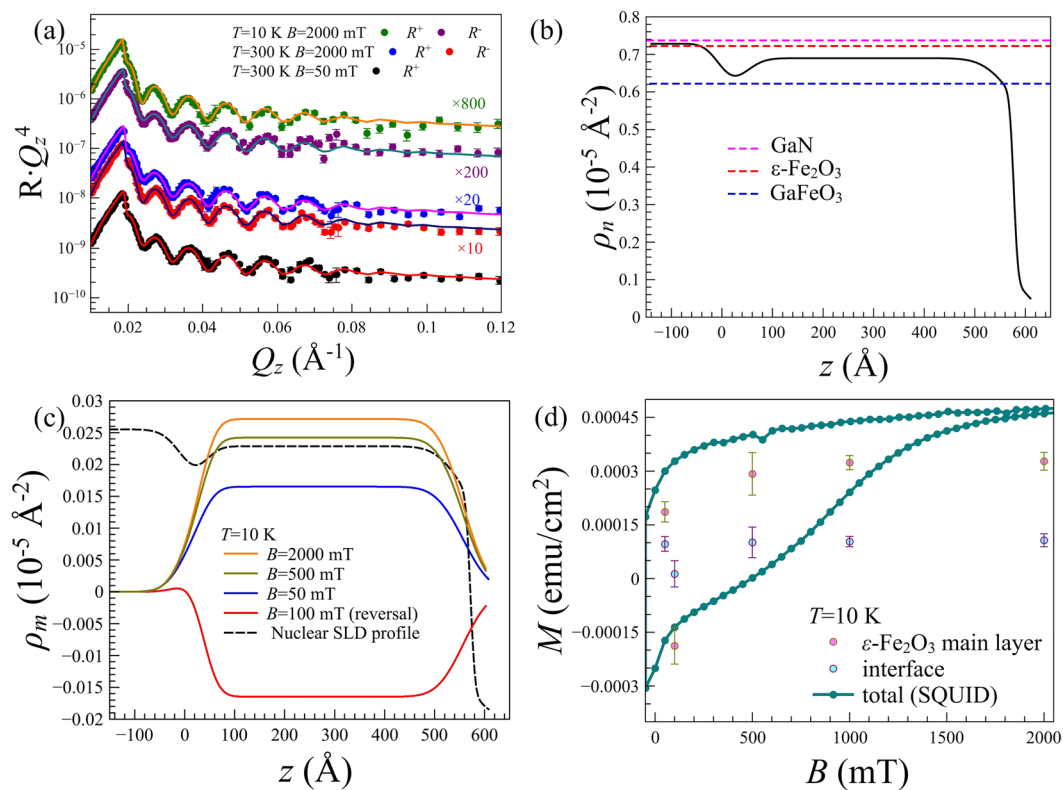 (a)
T=10 K B=2000 mT R⁺ R⁻
T=300 K B=2000 mT R⁺ R⁻
T=300 K B=50 mT R⁺
×800
×200
×20
×10
R·Q_z⁴
10⁻⁵
10⁻⁶
10⁻⁷
10⁻⁸
10⁻⁹
10⁻¹⁰
0.02 0.04 0.06 0.08 0.1 0.12
Q_z (Å⁻¹)
(b)
ρ_n (10⁻⁵ Å⁻²)
0.8
0.7
0.6
0.5
0.4
0.3
0.2
0.1
0
GaN
ε-Fe₂O₃
GaFeO₃
−100 0 100 200 300 400 500 600
z (Å)
(c)
ρ_m (10⁻⁵ Å⁻²)
0.03
0.025
0.02
0.015
0.01
0.005
0
−0.005
−0.01
−0.015
−0.02
T=10 K
B=2000 mT
B=500 mT
B=50 mT
B=100 mT (reversal)
Nuclear SLD profile
−100 0 100 200 300 400 500 600
z (Å)
(d)
M (emu/cm²)
0.00045
0.0003
0.00015
0
−0.00015
−0.0003
T=10 K
ε-Fe₂O₃ main layer
interface
total (SQUID)
0 500 1000 1500 2000
B (mT)